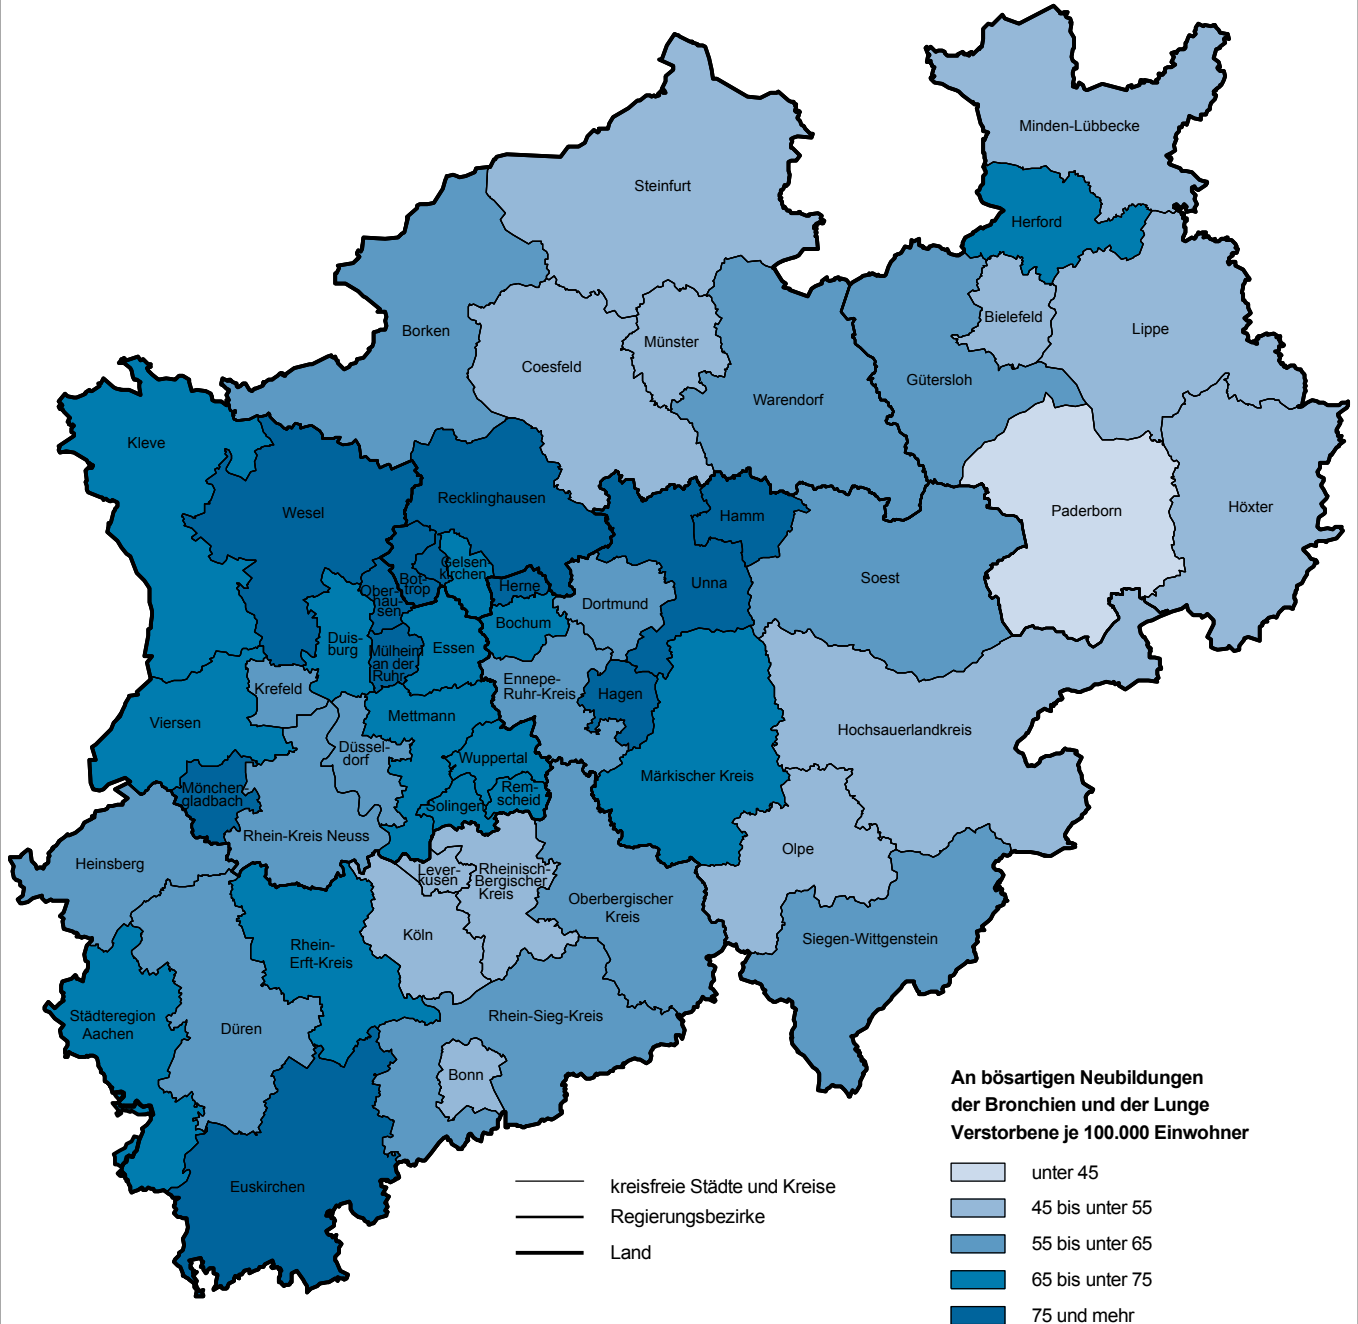 Minden-Lübbecke
Steinfurt
Herford
Bielefeld
Lippe
Borken
Münster
Coesfeld
Gütersloh
Warendorf
Kleve
Recklinghausen
Wesel
Hamm
Paderborn
Höxter
Gelsen-
kirchen
Bot-
trop
Ober-
hau-
sen
Herne
Unna
Soest
Dortmund
Bochum
Duis-
burg
Mülheim
an der
Ruhr
Essen
Ennepe-
Ruhr-Kreis
Hagen
Krefeld
Viersen
Mettmann
Hochsauerlandkreis
Düssel-
dorf
Wuppertal
Märkischer Kreis
Mönchen-
gladbach
Rem-
scheid
Solingen
Rhein-Kreis Neuss
Heinsberg
Olpe
Lever-
kusen
Rheinisch-
Bergischer
Kreis
Oberbergischer
Kreis
Köln
Siegen-Wittgenstein
Rhein-
Erft-Kreis
Städteregion
Aachen
Düren
Rhein-Sieg-Kreis
Bonn
Euskirchen
kreisfreie Städte und Kreise
Regierungsbezirke
Land
An bösartigen Neubildungen
der Bronchien und der Lunge
Verstorbene je 100.000 Einwohner
unter 45
45 bis unter 55
55 bis unter 65
65 bis unter 75
75 und mehr